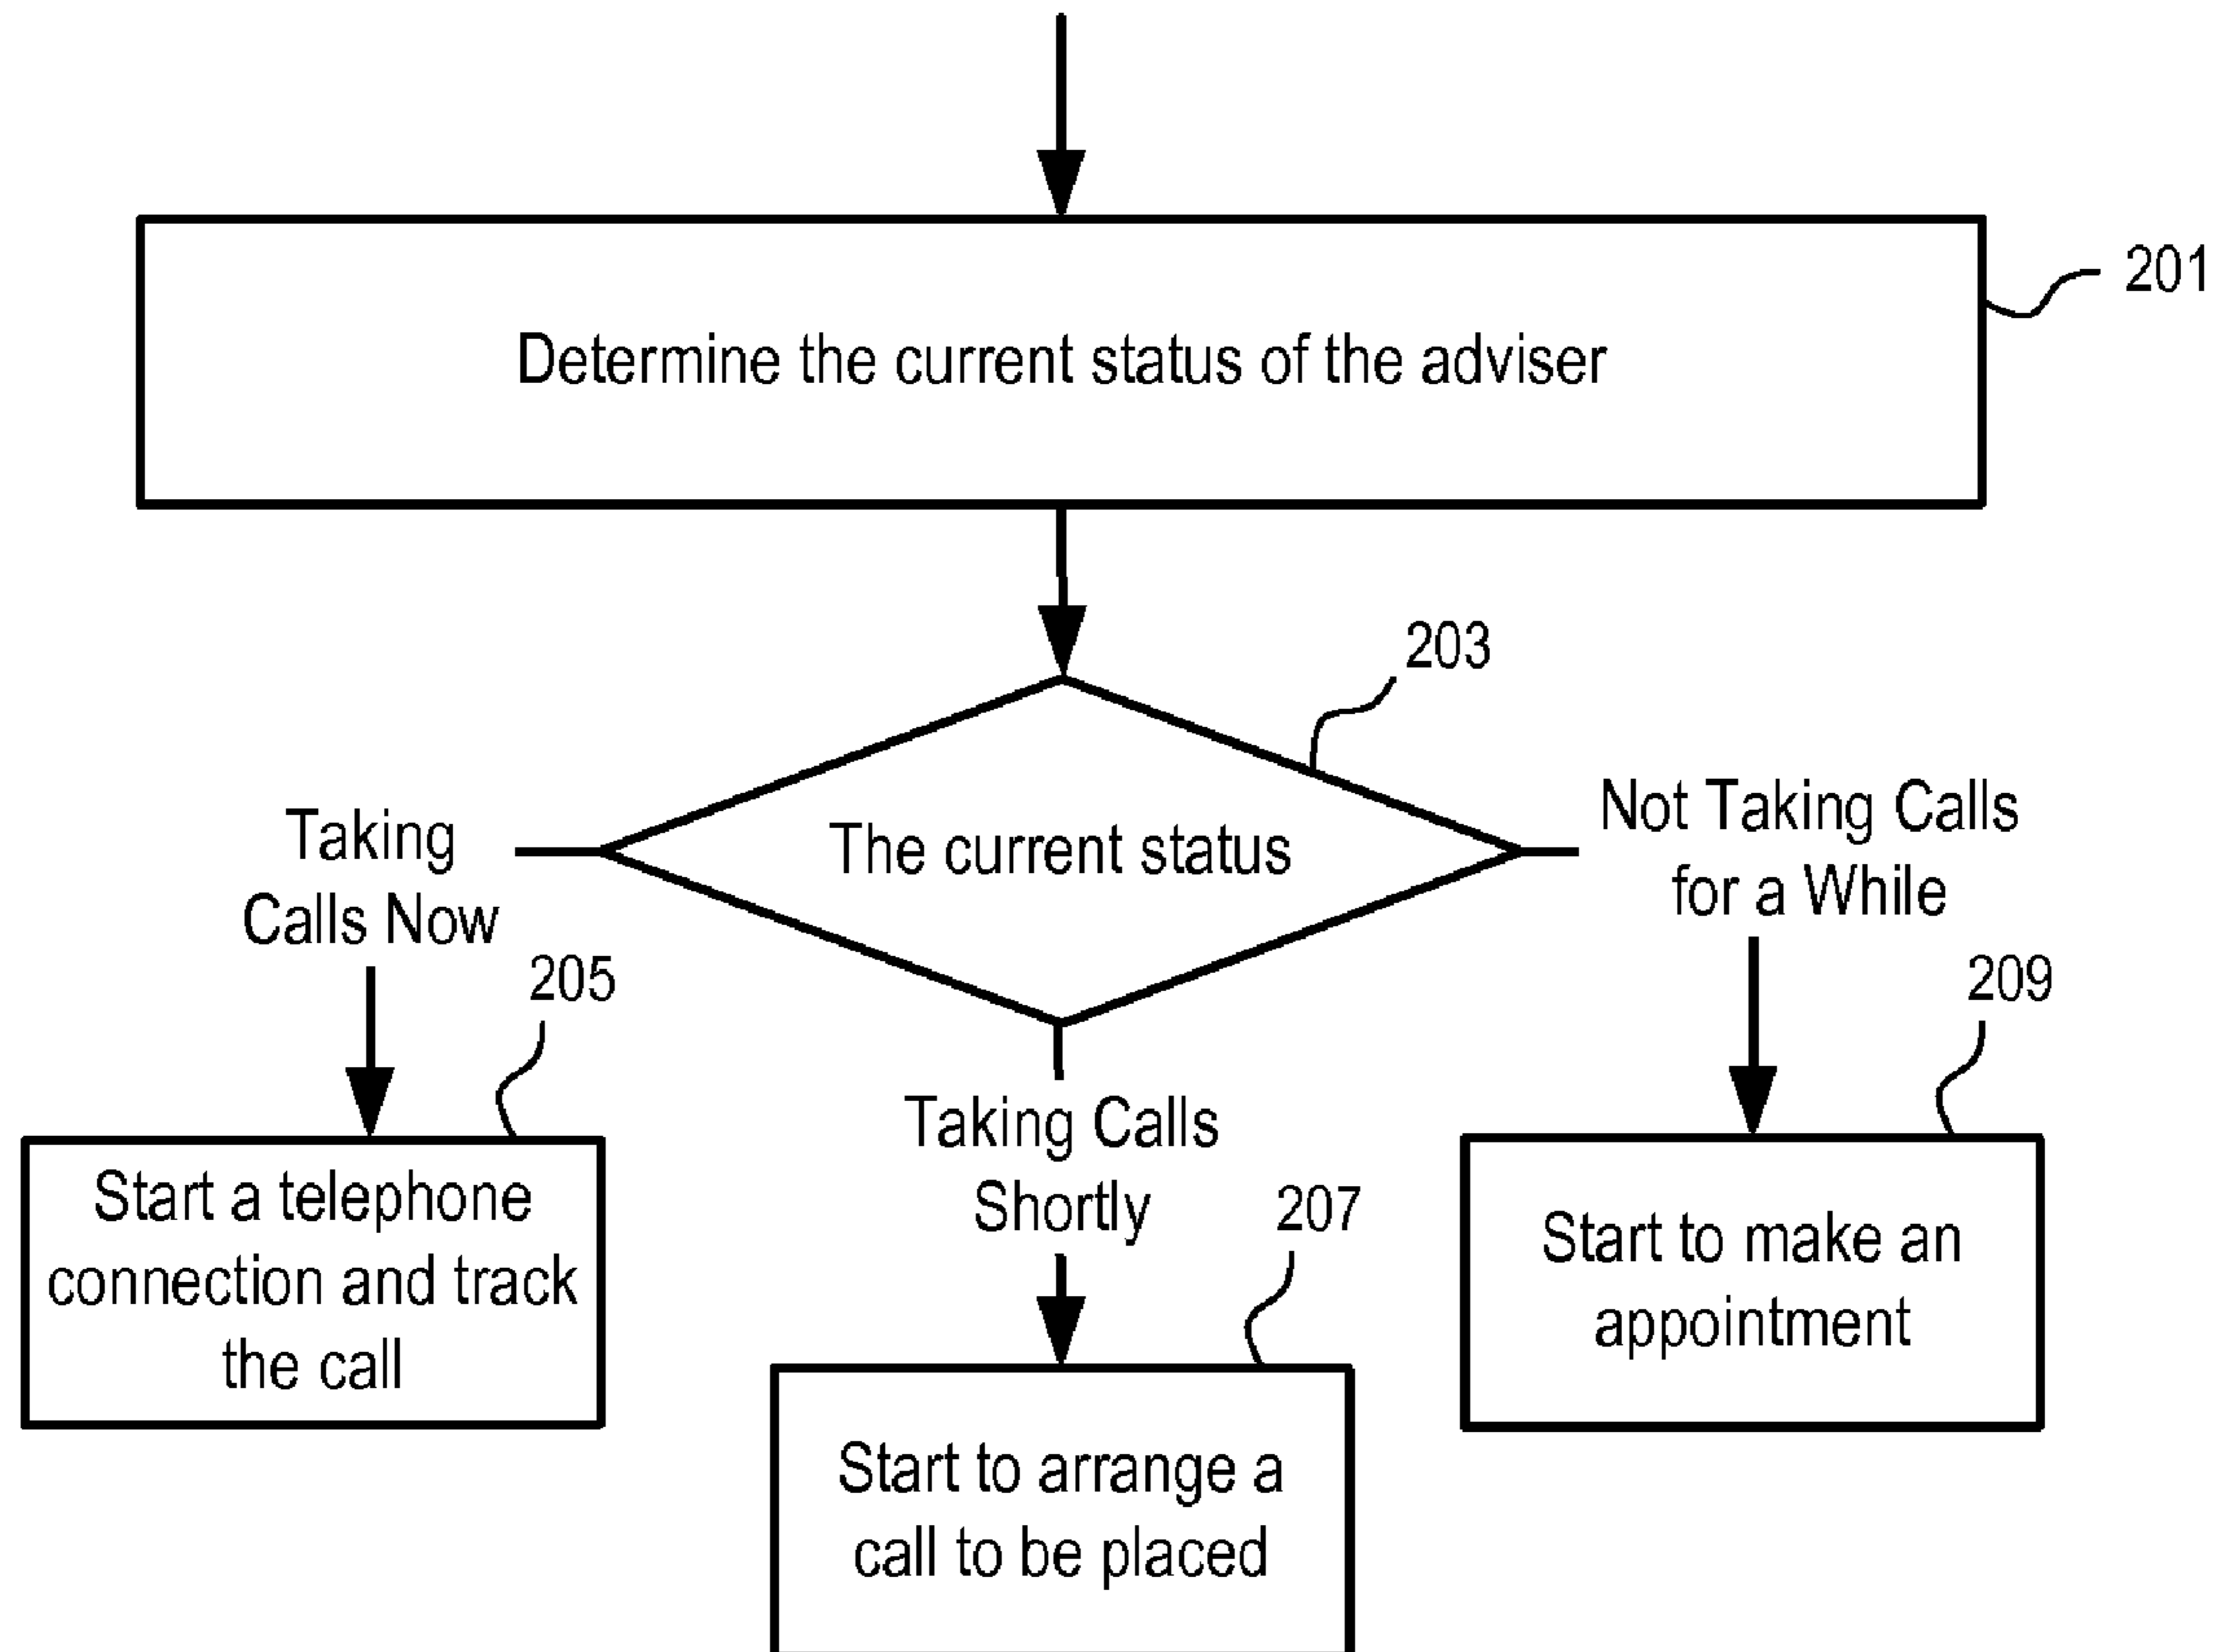 201
Determine the current status of the adviser
203
The current status
Taking
Calls Now
Not Taking Calls
for a While
205
209
Taking Calls
Shortly
207
Start a telephone
connection and track
the call
Start to make an
appointment
Start to arrange a
call to be placed